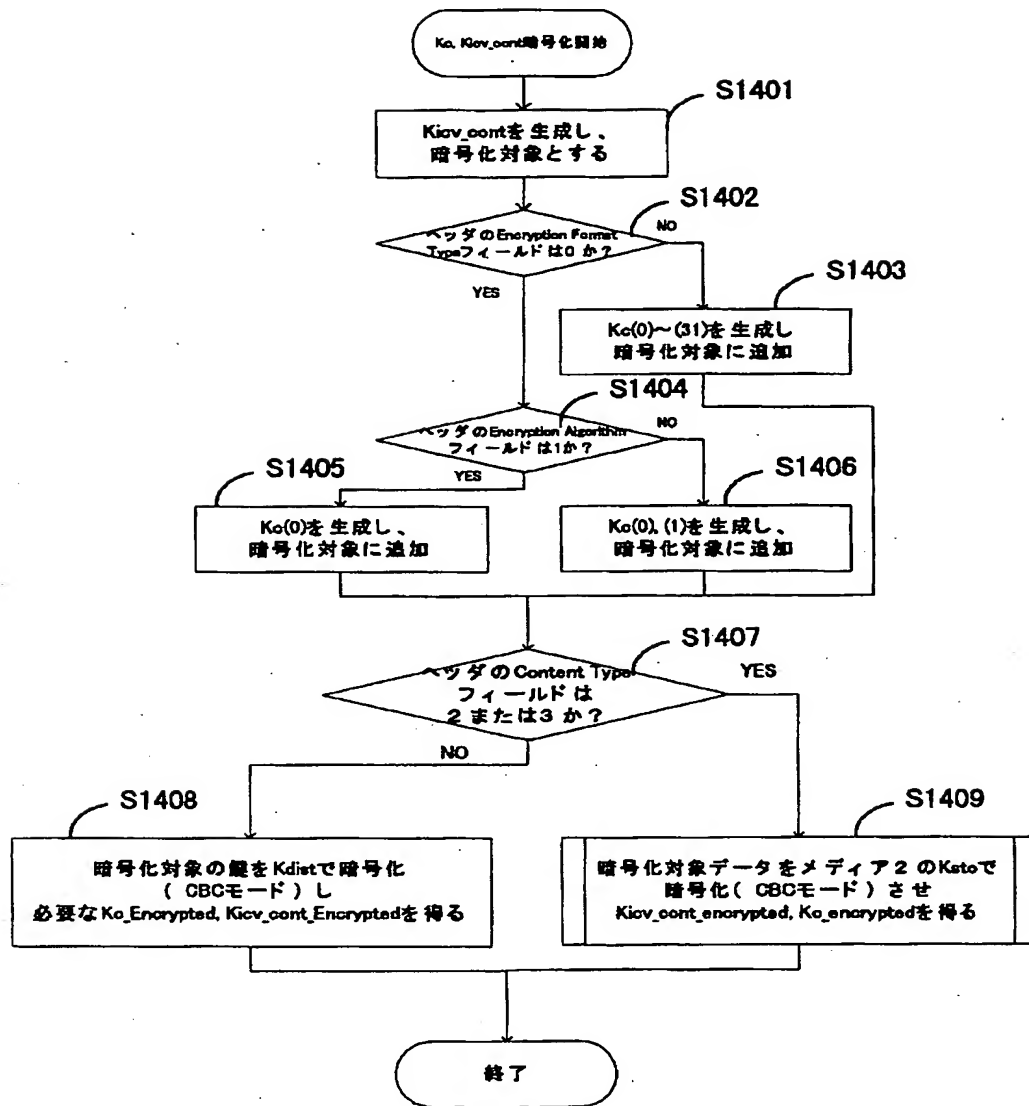 Kc, Kicv_cont暗号化開始
S1401
Kicv_contを生成し、
暗号化対象とする
S1402
ヘッダのEncryption Format
Typeフィールドは0か?
NO
YES
S1403
Kc(0)~(31)を生成し
暗号化対象に追加
S1404
ヘッダのEncryption Algorithm
フィールドは1か?
NO
YES
S1405
Kc(0)を生成し、
暗号化対象に追加
S1406
Kc(0), (1)を生成し、
暗号化対象に追加
S1407
ヘッダのContent Type
フィールドは
2または3か?
YES
NO
S1408
暗号化対象の鍵をKdistで暗号化
(CBCモード)し
必要なKc_Encrypted, Kicv_cont_Encryptedを得る
S1409
暗号化対象データをメディア2のKstoで
暗号化(CBCモード)させ
Kicv_cont_encrypted, Kc_encryptedを得る
終了